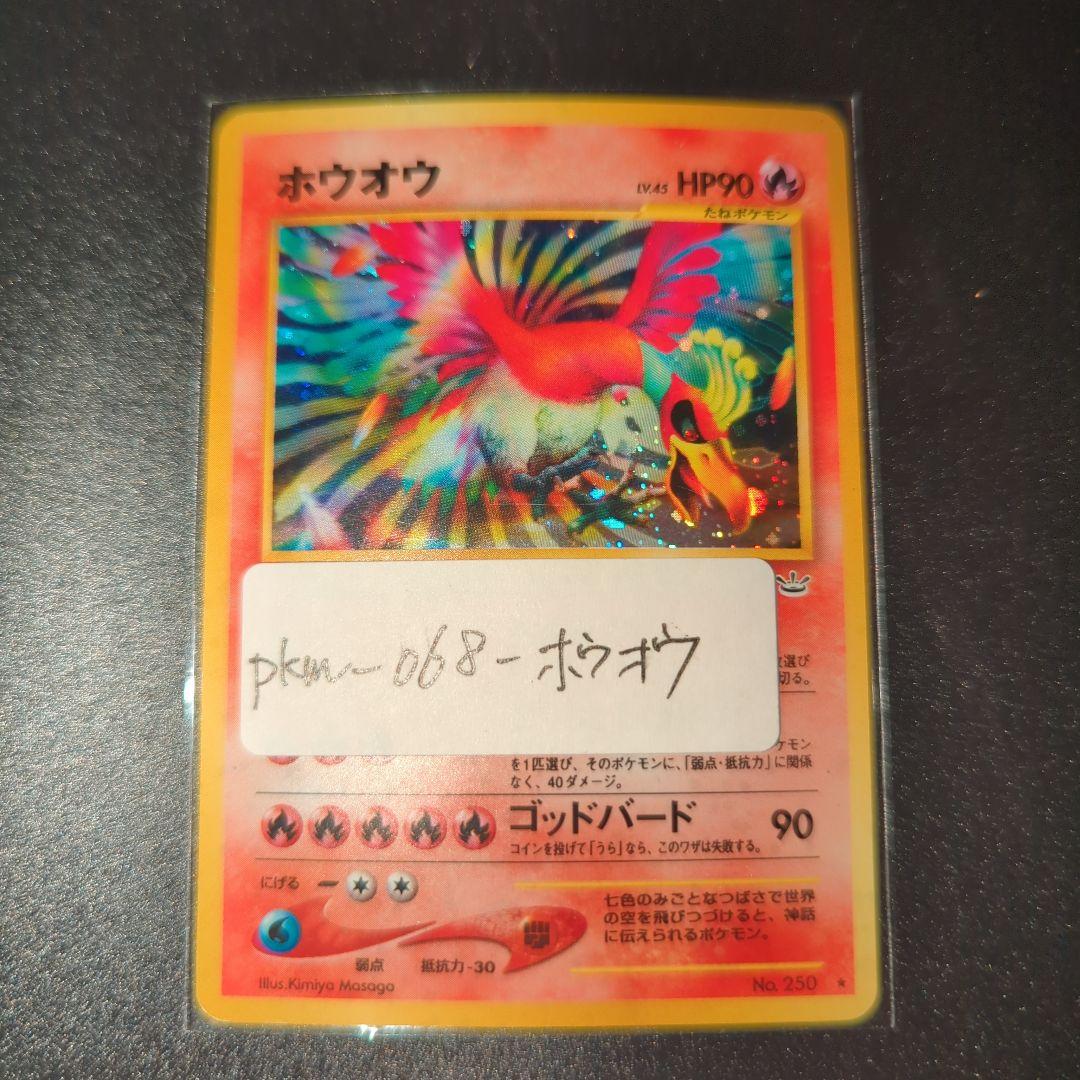 ホウオウ
LV.45 HP90
たねポケモン
pkm-068-ホウオウ
選び
切る。
ケモン
を1匹選び、そのポケモンに、「弱点・抵抗力」に関係
なく、40ダメージ。
ゴッドバード 90
コインを投げて「うら」なら、このワザは失敗する。
にげる
七色のみごとなつばさで世界
の空を飛びつづけると、神話
に伝えられるポケモン。
弱点 抵抗力-30
Illus.Kimiya Masago No. 250 ★